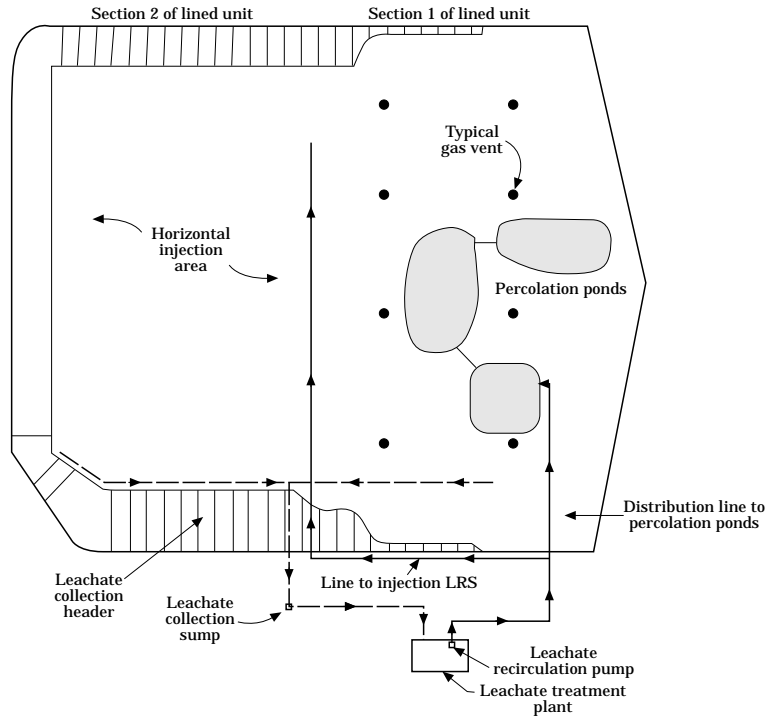 Section 2 of lined unit
Section 1 of lined unit
Typical
gas vent
Horizontal
injection
area
Percolation ponds
Distribution line to
percolation ponds
Leachate
collection
header
Leachate
collection
sump
Line to injection LRS
Leachate
recirculation pump
Leachate treatment
plant